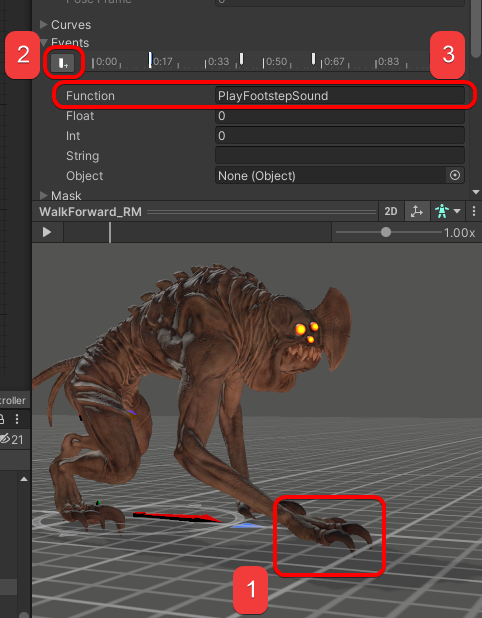 Pose Frame 0
Curves
2
Events
3
0:00 0:17 0:33 0:50 0:67 0:83
Function PlayFootstepSound
Float 0
Int 0
String
Object None (Object)
Mask
WalkForward_RM 2D
1.00x
troller
21
1